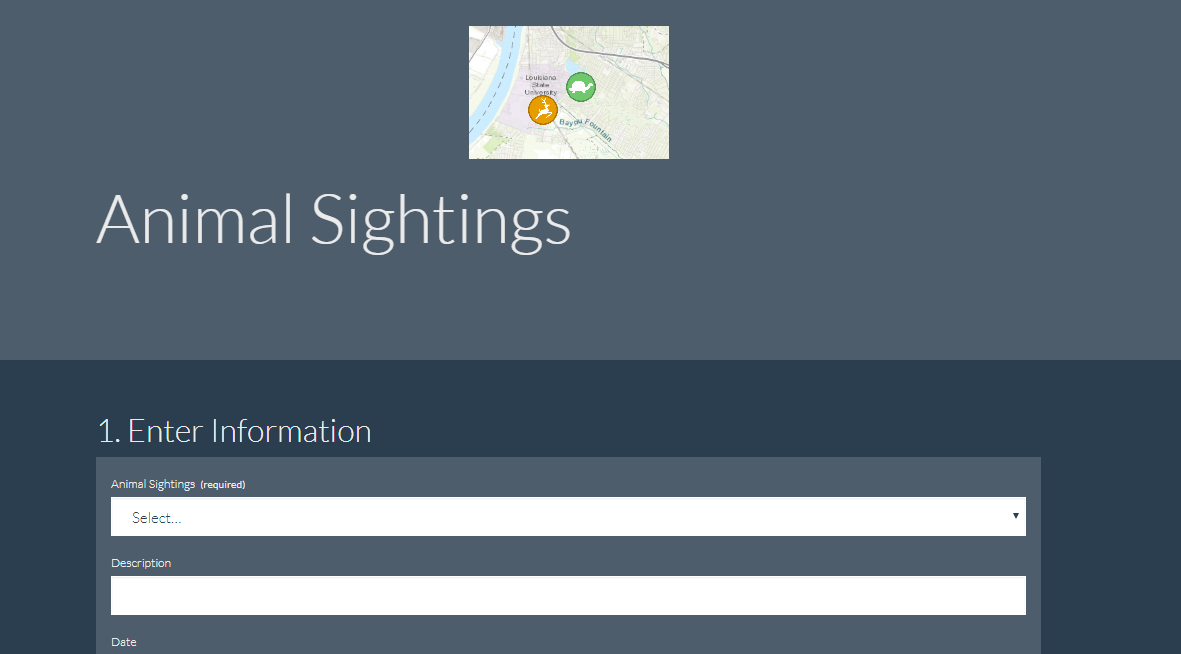 Louisiana
State
University
Bayou Fountain
Animal Sightings
1. Enter Information
Animal Sightings (required)
Select...
Description
Date